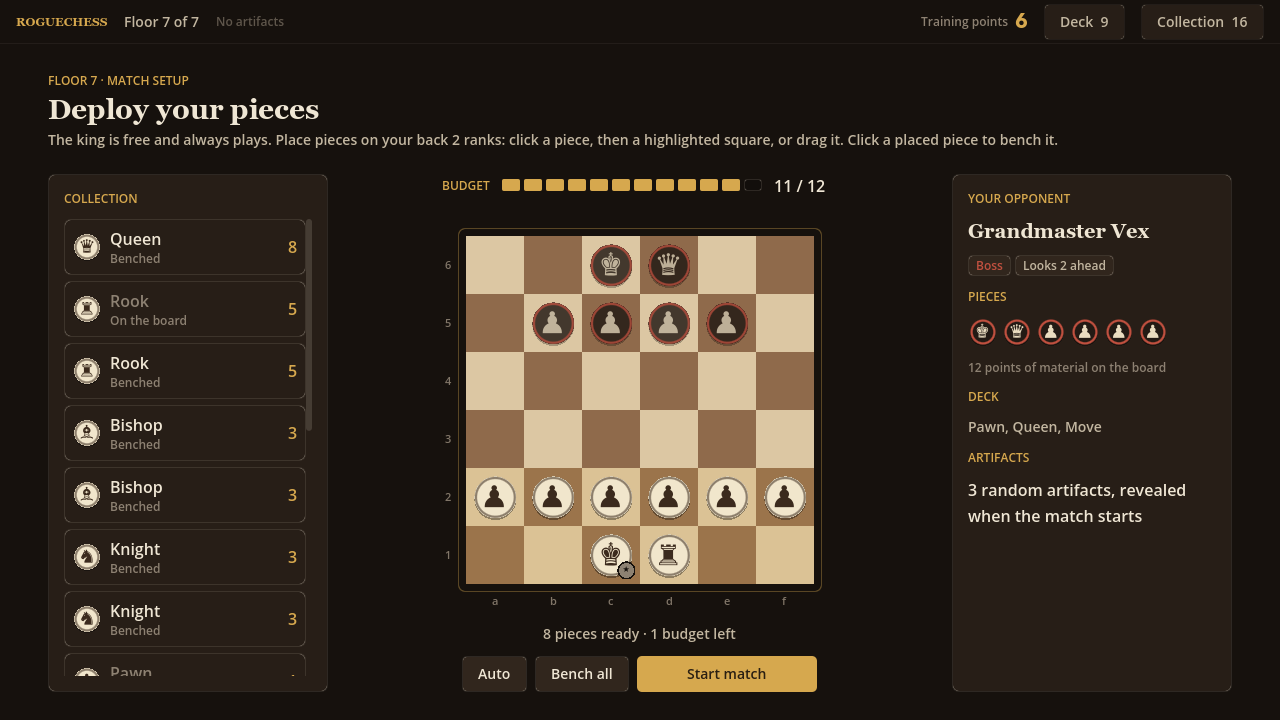 ROGUECHESS Floor 7 of 7 No artifacts Training points 6 Deck 9 Collection 16
FLOOR 7 · MATCH SETUP
Deploy your pieces
The king is free and always plays. Place pieces on your back 2 ranks: click a piece, then a highlighted square, or drag it. Click a placed piece to bench it.
COLLECTION
Queen 8
Benched
Rook 5
On the board
Rook 5
Benched
Bishop 3
Benched
Bishop 3
Benched
Knight 3
Benched
Knight 3
Benched
Pawn
BUDGET 11 / 12
6
5
4
3
2
1
a b c d e f
8 pieces ready · 1 budget left
Auto Bench all Start match
YOUR OPPONENT
Grandmaster Vex
Boss Looks 2 ahead
PIECES
12 points of material on the board
DECK
Pawn, Queen, Move
ARTIFACTS
3 random artifacts, revealed
when the match starts